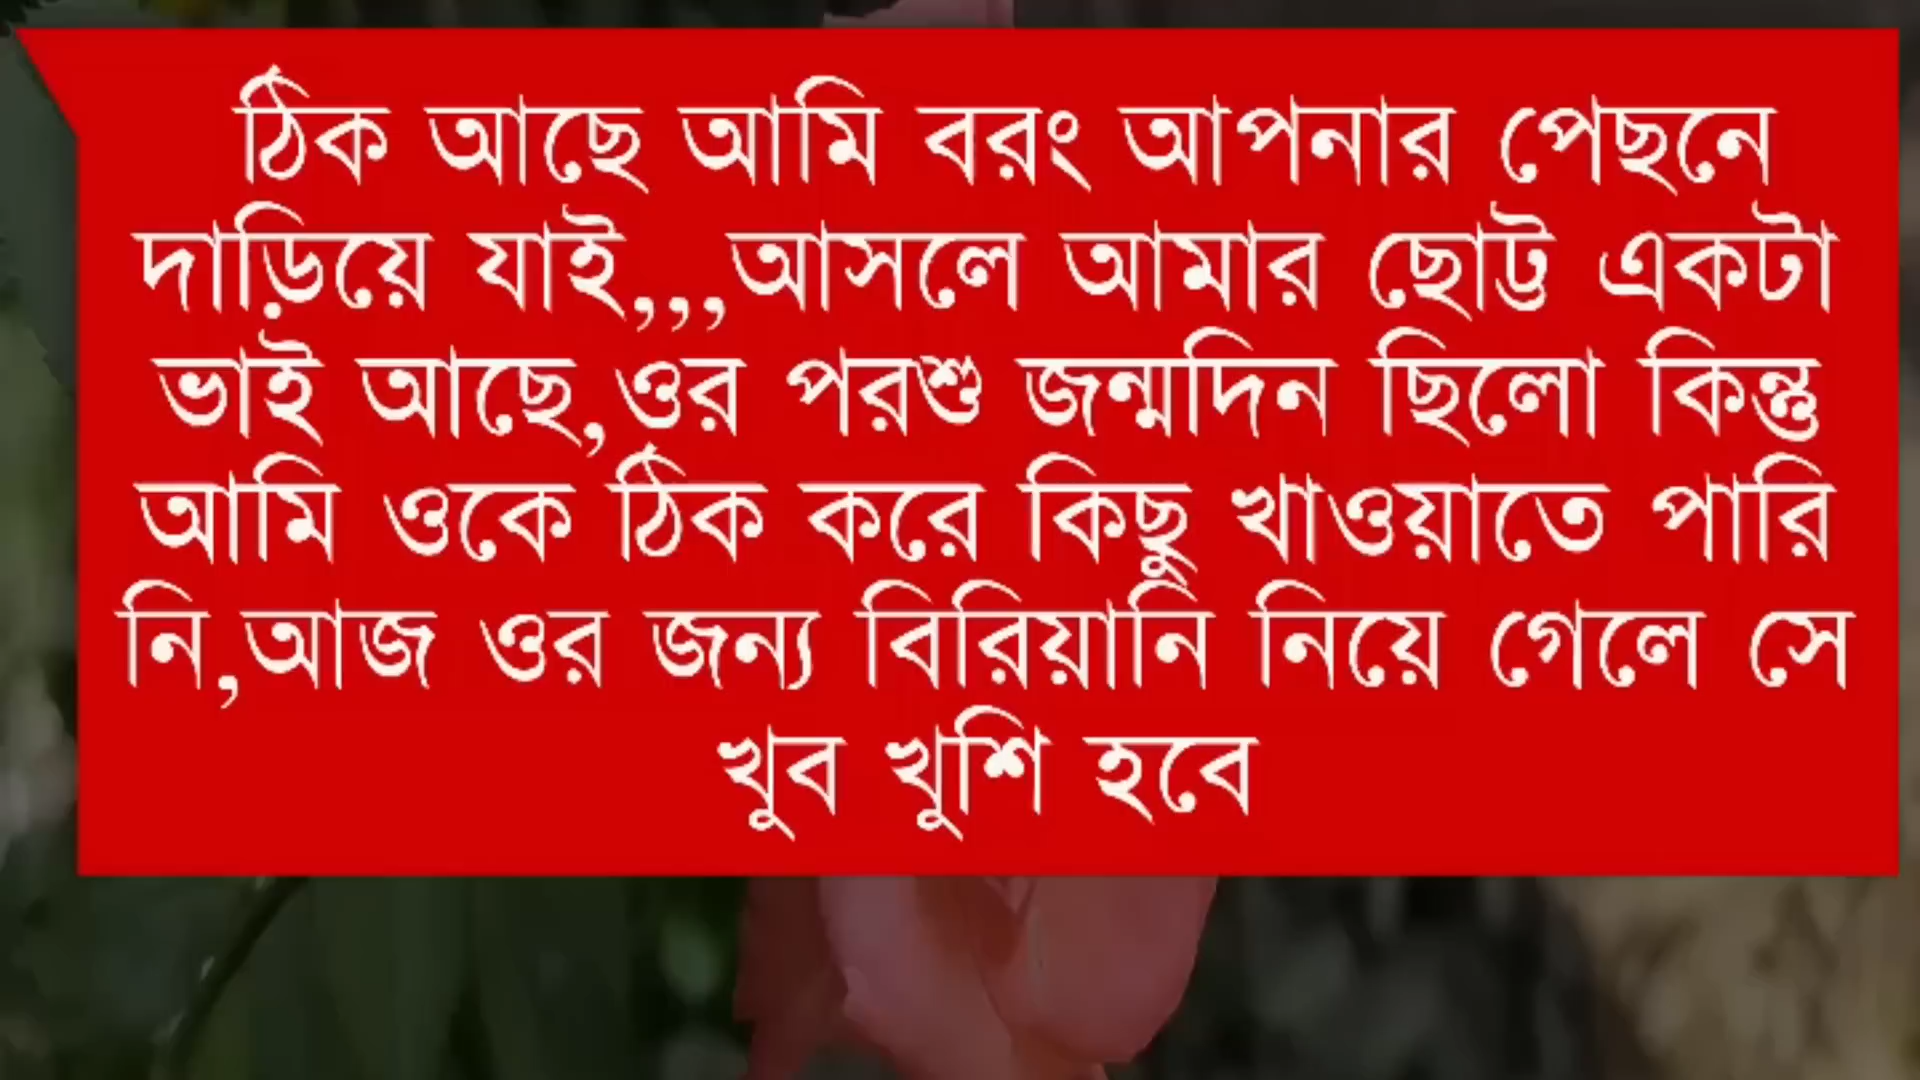 ঠিক আছে আমি বরং আপনার পেছনে
দাড়িয়ে যাই,,,আসলে আমার ছোট্ট একটা
ভাই আছে,ওর পরশু জন্মদিন ছিলো কিন্তু
আমি ওকে ঠিক করে কিছু খাওয়াতে পারি
নি,আজ ওর জন্য বিরিয়ানি নিয়ে গেলে সে
খুব খুশি হবে